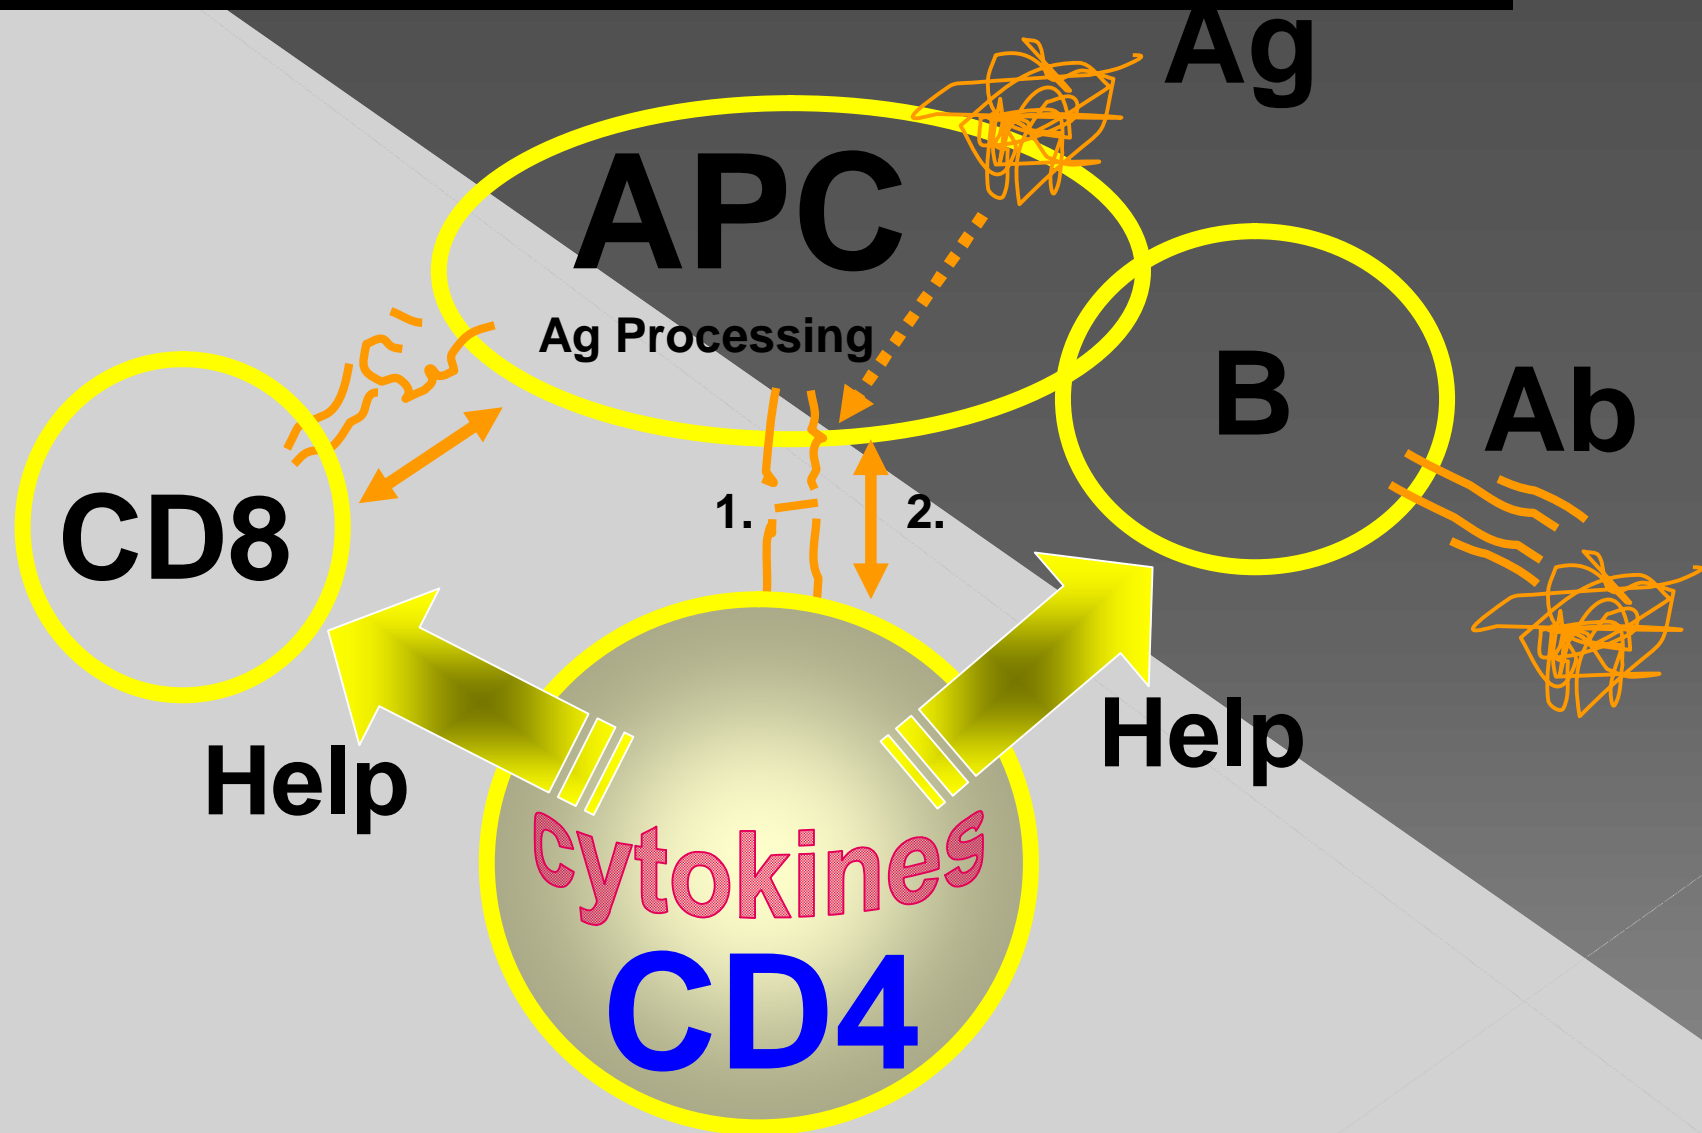 Ag
APC
Ag Processing
B
Ab
CD8
1.
2.
Help
Help
cytokines
CD4